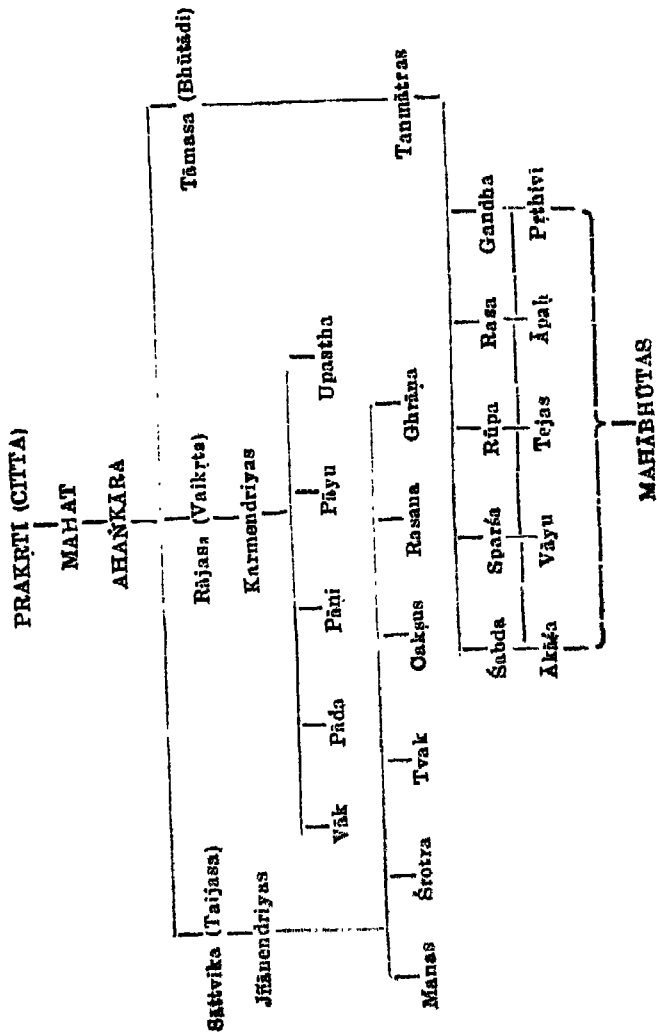 PRAKṚTI (CITTA)
MAHAT
AHAṄKĀRA
Sāttvika (Taijasa) Rājasa (Vaikṛta) Tāmasa (Bhūtādi)
Jñānendriyas Karmendriyas
Vāk Pāda Pāṇi Pāyu Upastha
Tanmātras
Manas Śrotra Tvak Cakṣus Rasana Ghrāṇa
Śabda Sparśa Rūpa Rasa Gandha
Ākāśa Vāyu Tejas Āpaḥ Pṛthivī
MAHĀBHŪTAS